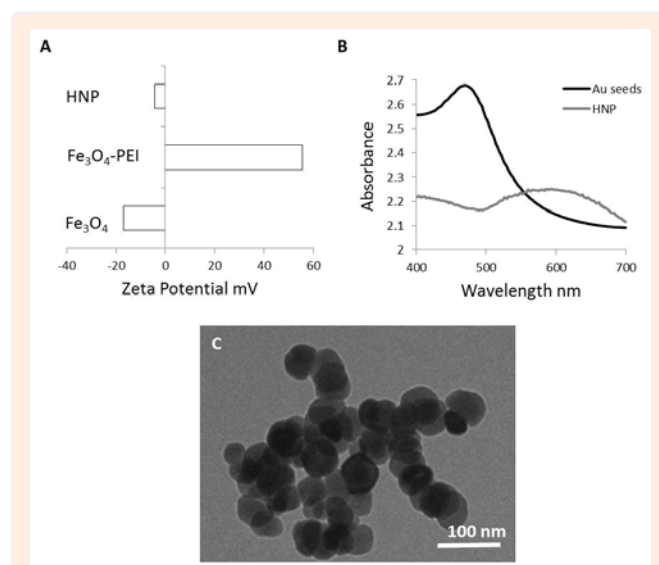 A
HNP
Fe₃O₄-PEI
Fe₃O₄
-40 -20 0 20 40 60
Zeta Potential mV
B
2.7
2.6
2.5
2.4
2.3
2.2
2.1
2
Absorbance
Au seeds
HNP
400 500 600 700
Wavelength nm
C
100 nm